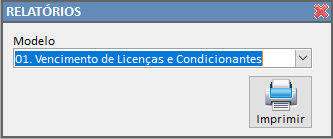 RELATÓRIOS
Modelo
01. Vencimento de Licenças e Condicionantes
Imprimir